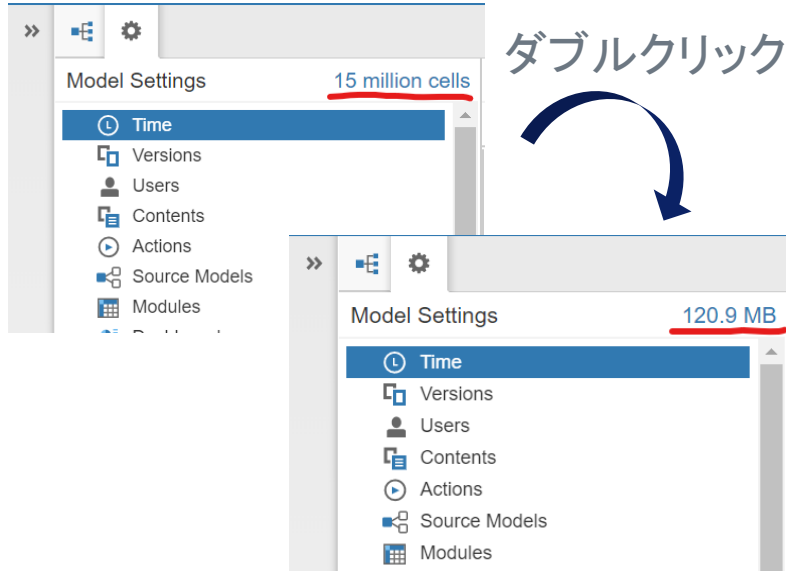 ダブルクリック
Model Settings 15 million cells
Time
Versions
Users
Contents
Actions
Source Models
Modules
Model Settings 120.9 MB
Time
Versions
Users
Contents
Actions
Source Models
Modules